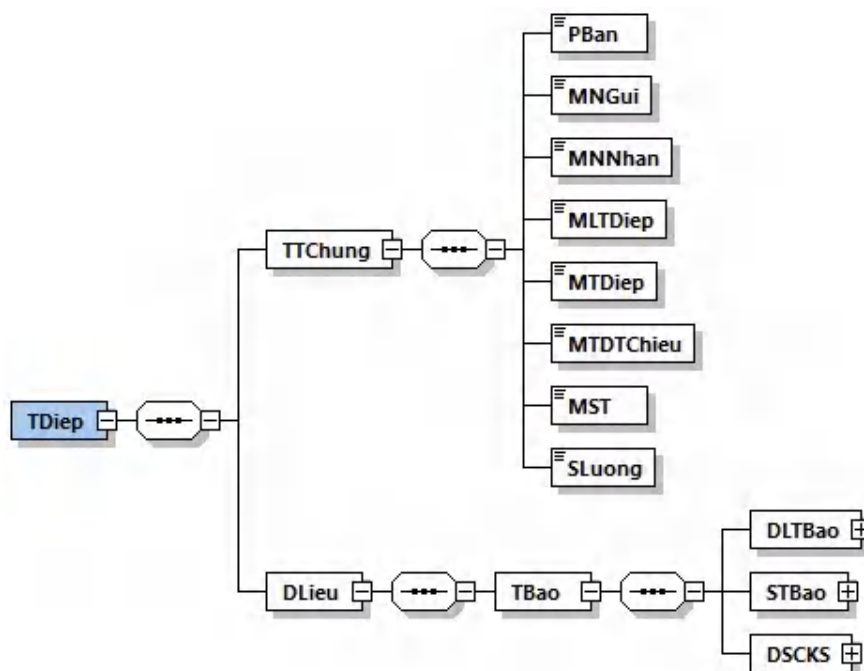 PBan
MNGui
MNNhan
MLTDiep
TTChung
MTDiep
MTDTChieu
MST
TDiep
SLuong
DLTBao
DLieu
TBao
STBao
DSCKS